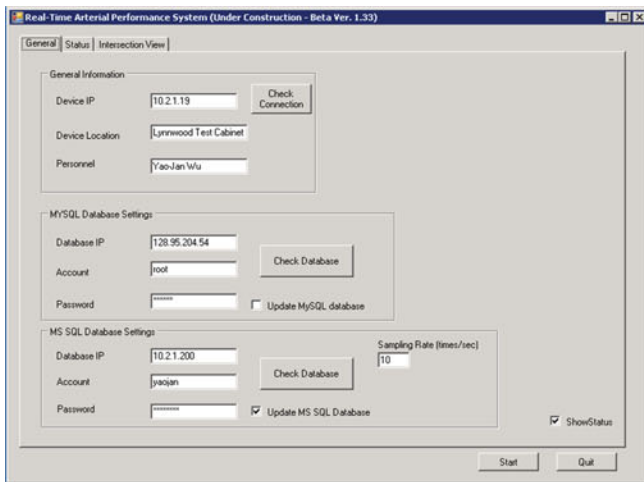 Real-Time Arterial Performance System (Under Construction - Beta Ver. 1.33)
General Status Intersection View
General Information
Device IP 10.2.1.19 Check Connection
Device Location Lynnwood Test Cabinet
Personnel Yao-Jan Wu
MYSQL Database Settings
Database IP 128.95.204.54
Account root Check Database
Password ****** Update MySQL database
MS SQL Database Settings
Sampling Rate (times/sec)
Database IP 10.2.1.200 10
Account yaojan Check Database
Password ******** Update MS SQL Database
ShowStatus
Start Quit